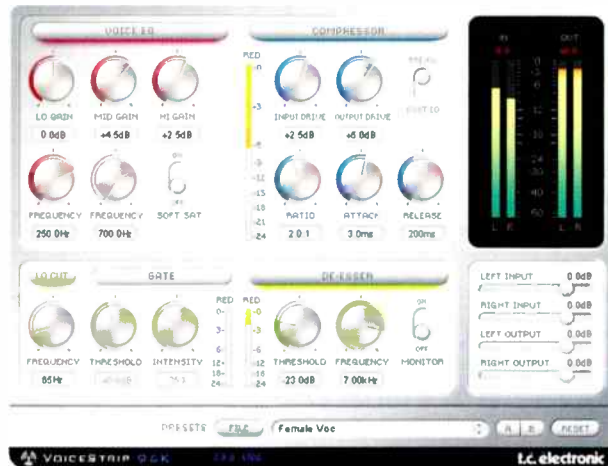 VOICE EQ
COMPRESSOR
IN
OUT
RED
LO GAIN
MID GAIN
HI GAIN
INPUT DRIVE
OUTPUT DRIVE
0.0dB
+4.5dB
+2.5dB
+2.5dB
+6.0dB
FREQUENCY
FREQUENCY
SOFT SAT
RATIO
ATTACK
RELEASE
250.0Hz
700.0Hz
OFF
2.0:1
3.0ms
200ms
L R
L R
LO CUT
GATE
DE-ESSER
RED
RED
ON
OFF
FREQUENCY
THRESHOLD
INTENSITY
THRESHOLD
FREQUENCY
MONITOR
85Hz
-23.0dB
7.00kHz
LEFT INPUT
0.0dB
RIGHT INPUT
0.0dB
LEFT OUTPUT
0.0dB
RIGHT OUTPUT
0.0dB
PRESETS
FILE
Female Voc
A
B
RESET
VOICESTRIP
t.c. electronic